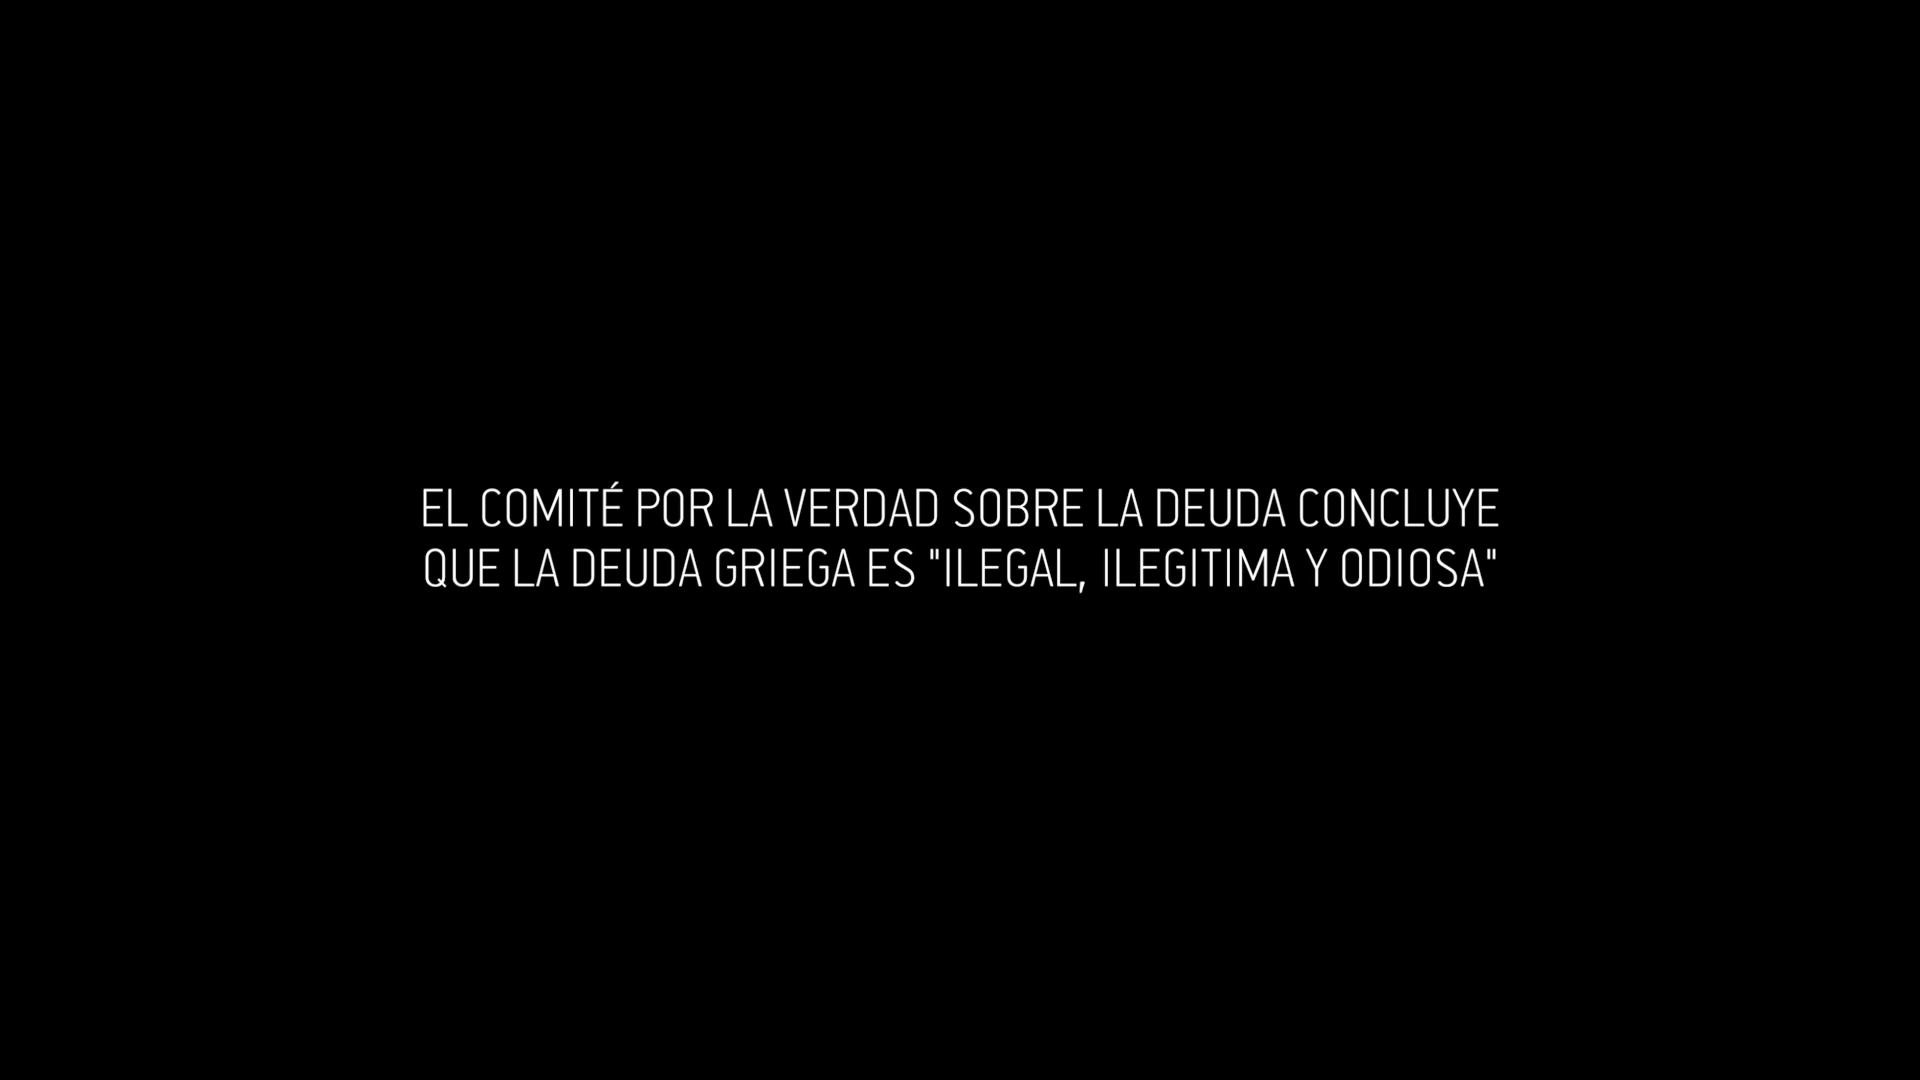 EL COMITÉ POR LA VERDAD SOBRE LA DEUDA CONCLUYE
QUE LA DEUDA GRIEGA ES "ILEGAL, ILEGITIMA Y ODIOSA"